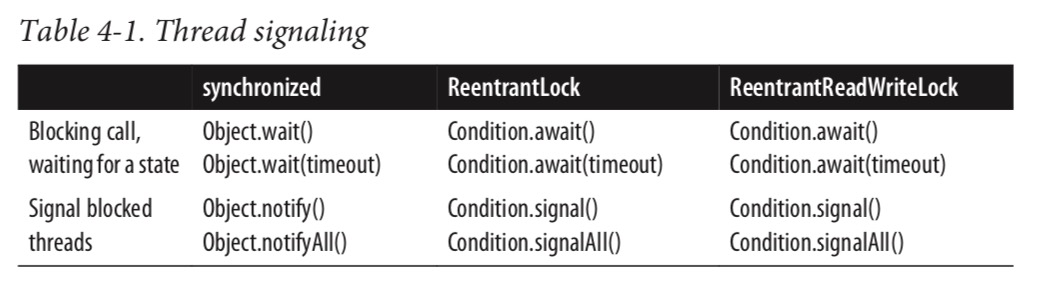 Table 4-1. Thread signaling
synchronized ReentrantLock ReentrantReadWriteLock
Blocking call, Object.wait() Condition.await() Condition.await()
waiting for a state Object.wait(timeout) Condition.await(timeout) Condition.await(timeout)
Signal blocked Object.notify() Condition.signal() Condition.signal()
threads Object.notifyAll() Condition.signalAll() Condition.signalAll()